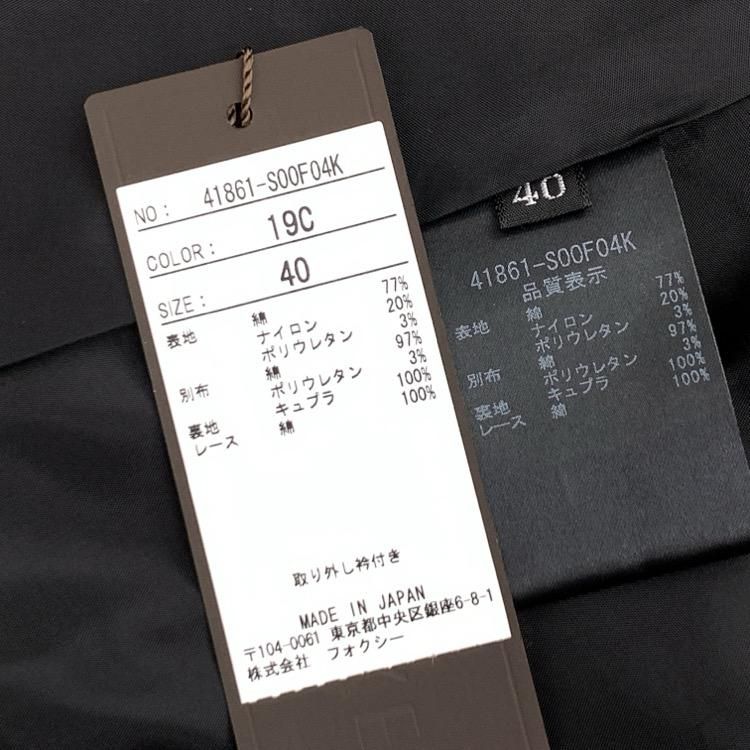 NO: 41861-S00F04K
COLOR: 19C
SIZE: 40
表地 綿 77%
ナイロン 20%
ポリウレタン 3%
別布 綿 97%
ポリウレタン 3%
裏地 キュプラ 100%
レース 綿 100%
取り外し衿付き
MADE IN JAPAN
〒104-0061 東京都中央区銀座6-8-1
株式会社 フォクシー
40
41861-S00F04K
品質表示
表地 綿 77%
ナイロン 20%
ポリウレタン 3%
別布 綿 97%
ポリウレタン 3%
裏地 キュプラ 100%
レース 綿 100%